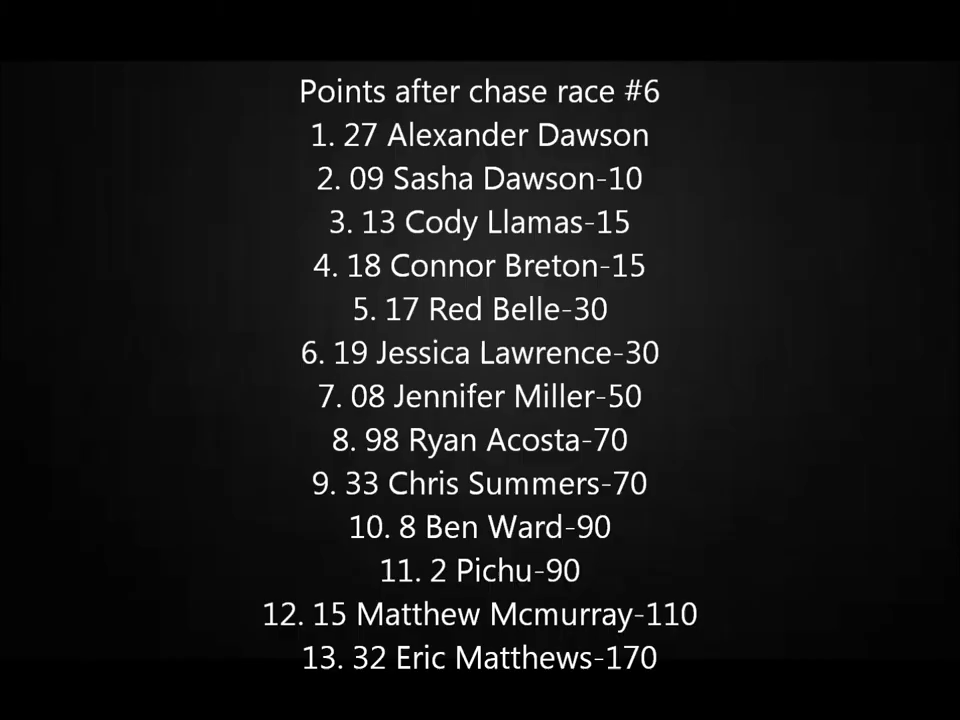 Points after chase race #6
1. 27 Alexander Dawson
2. 09 Sasha Dawson-10
3. 13 Cody Llamas-15
4. 18 Connor Breton-15
5. 17 Red Belle-30
6. 19 Jessica Lawrence-30
7. 08 Jennifer Miller-50
8. 98 Ryan Acosta-70
9. 33 Chris Summers-70
10. 8 Ben Ward-90
11. 2 Pichu-90
12. 15 Matthew Mcmurray-110
13. 32 Eric Matthews-170